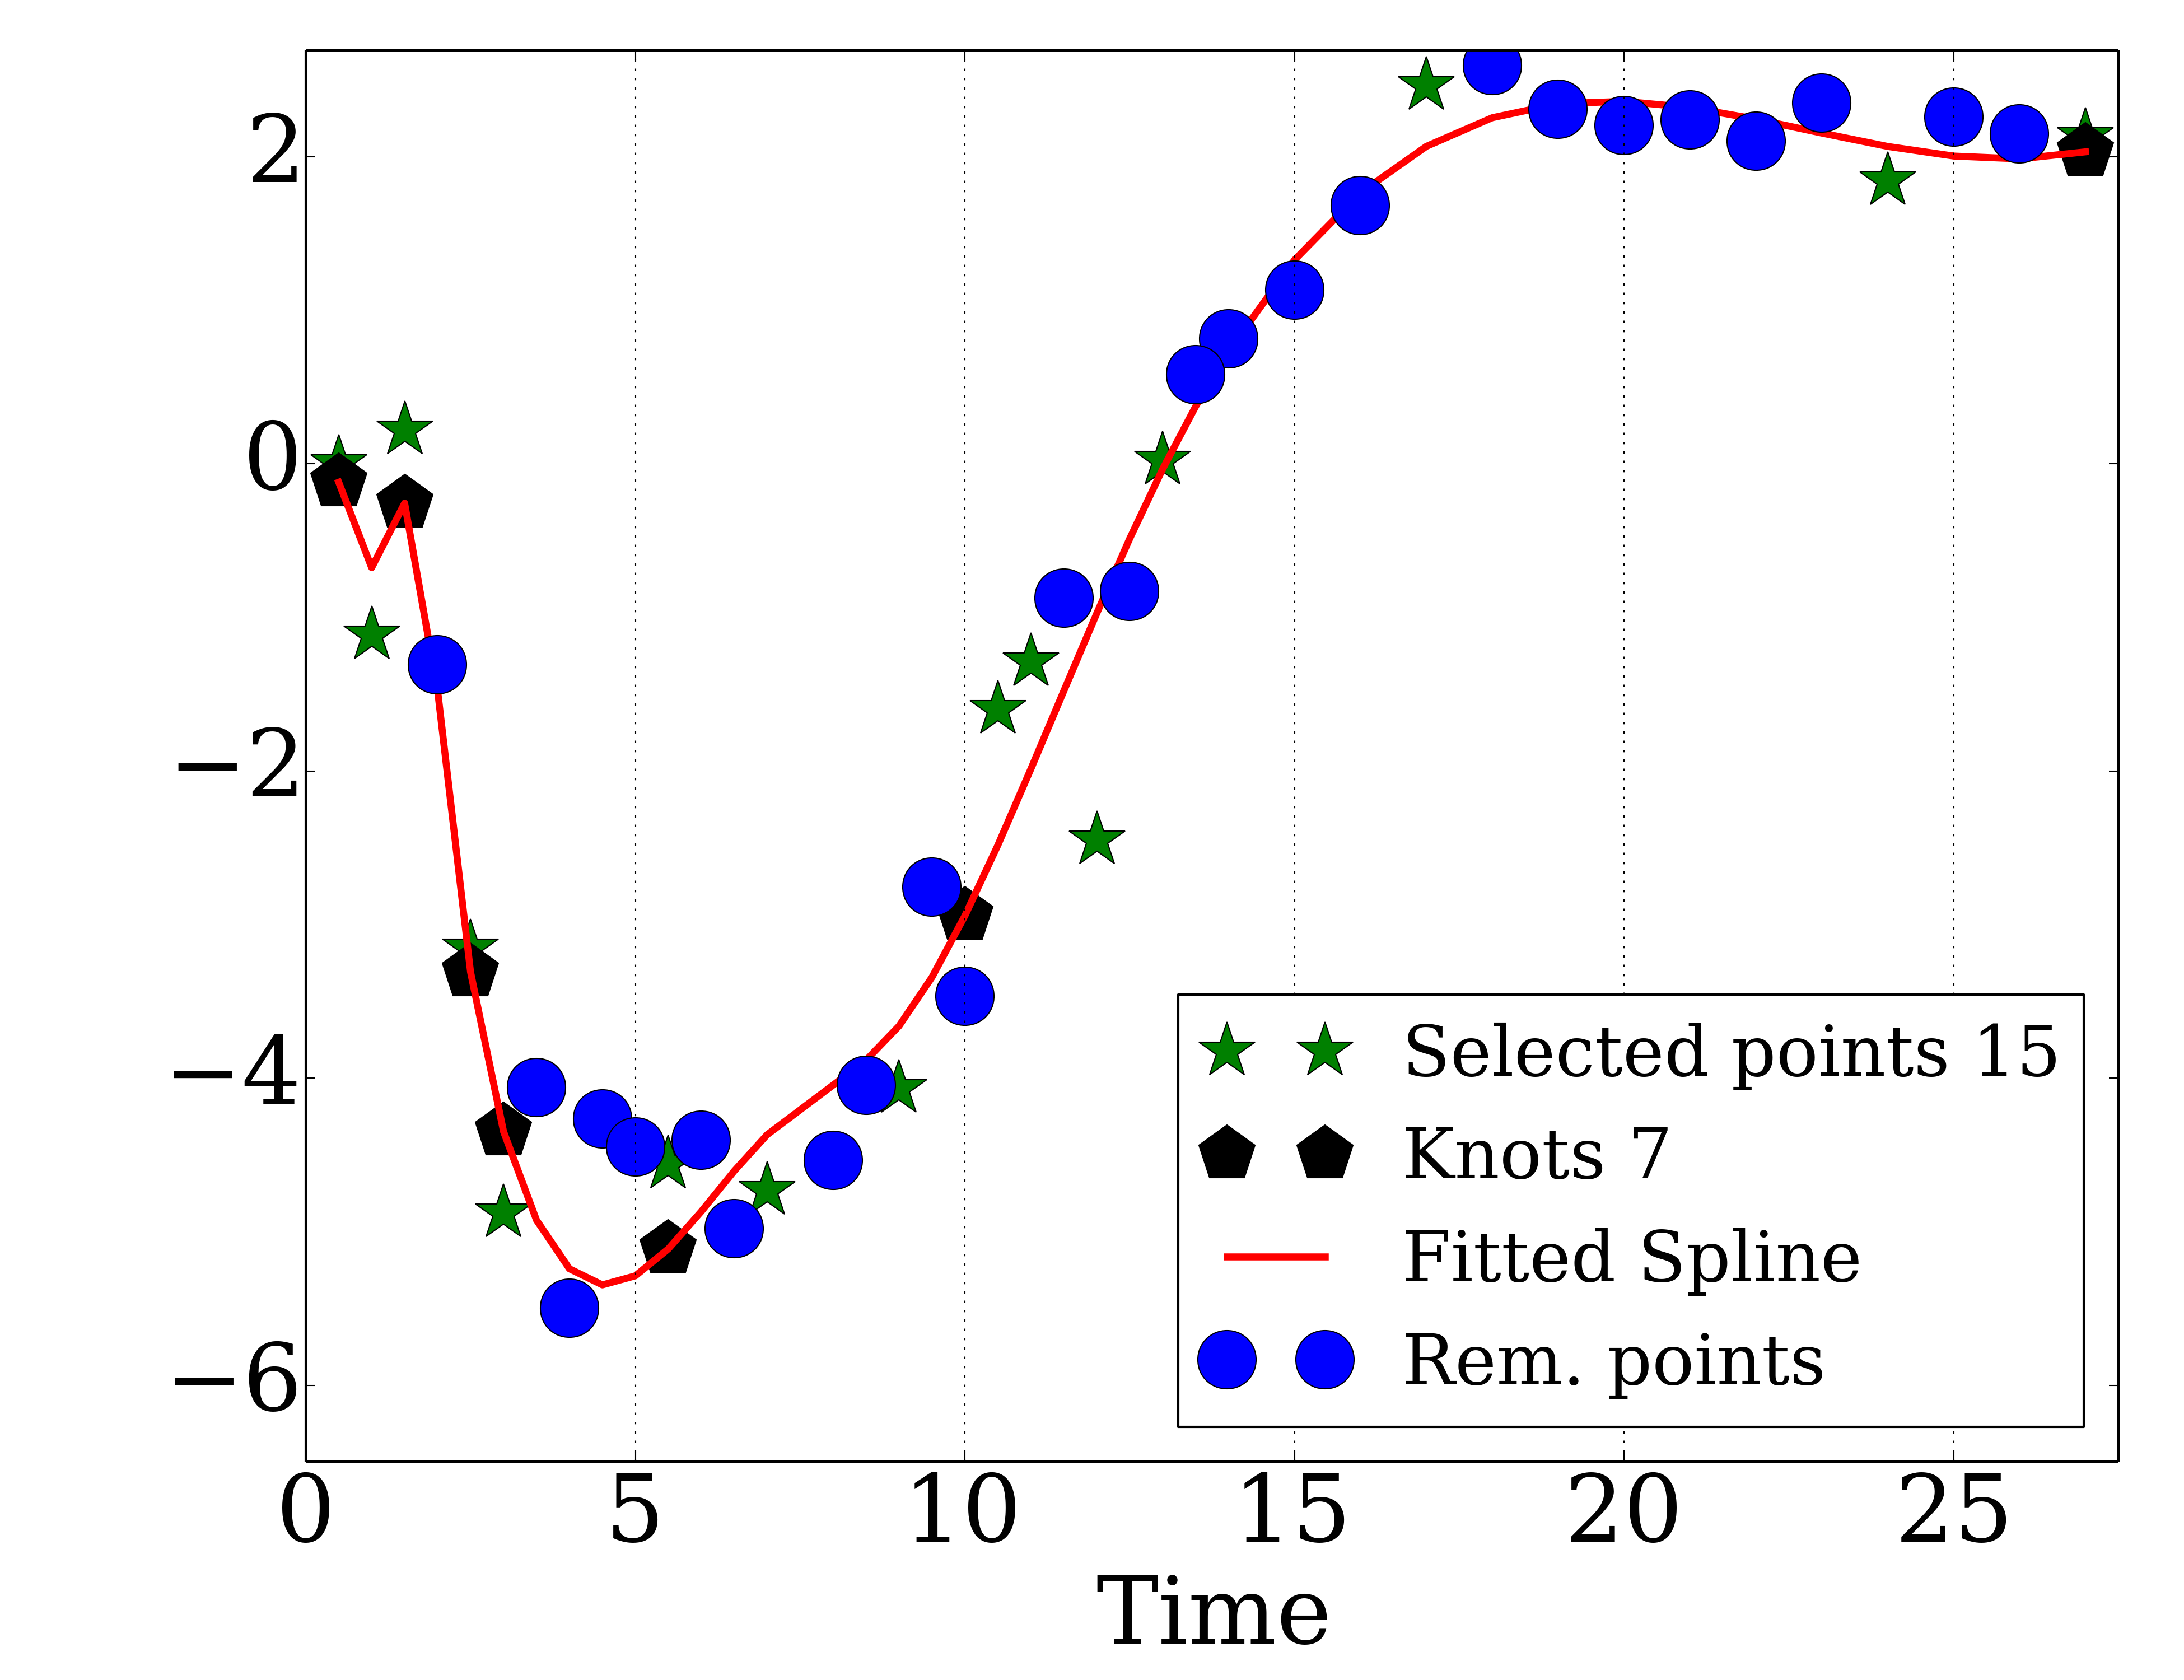 2
0
−2
−4
−6
0 5 10 15 20 25
Time
Selected points 15
Knots 7
Fitted Spline
Rem. points